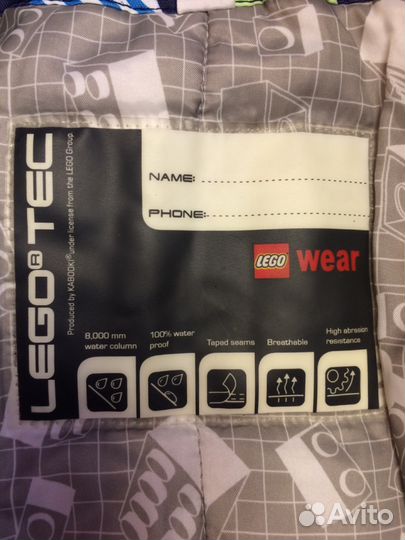 LEGO® TEC
Produced by KABOOKI® under license from the LEGO Group.
NAME:
PHONE:
LEGO wear
8,000 mm
water column
100% water
proof
Taped seams
Breathable
High abrasion
resistance
Avito